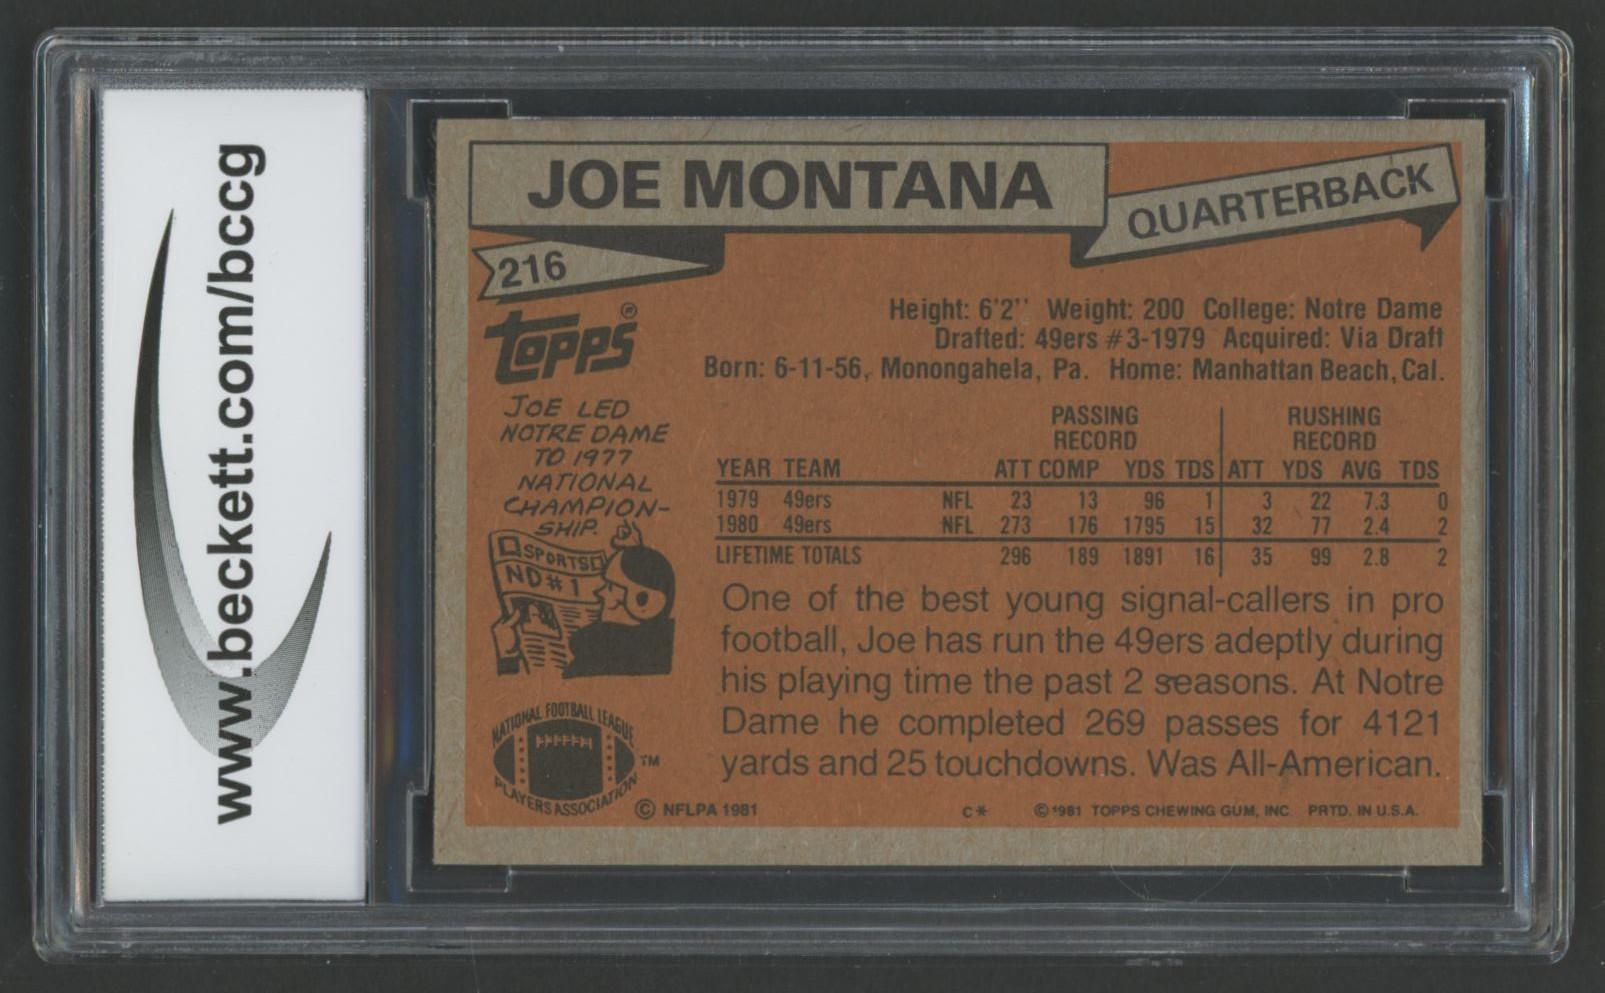 www.beckett.com/bccg
JOE MONTANA
QUARTERBACK
216
Topps®
Height: 6'2'' Weight: 200 College: Notre Dame
Drafted: 49ers #3-1979 Acquired: Via Draft
Born: 6-11-56, Monongahela, Pa. Home: Manhattan Beach, Cal.
JOE LED
NOTRE DAME
TO 1977
NATIONAL
CHAMPION-
SHIP.
SPORTS
ND #1
PASSING RUSHING
RECORD RECORD
YEAR TEAM ATT COMP YDS TDS ATT YDS AVG TDS
1979 49ers NFL 23 13 96 1 3 22 7.3 0
1980 49ers NFL 273 176 1795 15 32 77 2.4 2
LIFETIME TOTALS 296 189 1891 16 35 99 2.8 2
One of the best young signal-callers in pro
football, Joe has run the 49ers adeptly during
his playing time the past 2 seasons. At Notre
Dame he completed 269 passes for 4121
yards and 25 touchdowns. Was All-American.
NATIONAL FOOTBALL LEAGUE
PLAYERS ASSOCIATION
TM
© NFLPA 1981 C* © 1981 TOPPS CHEWING GUM, INC. PRTD. IN U.S.A.